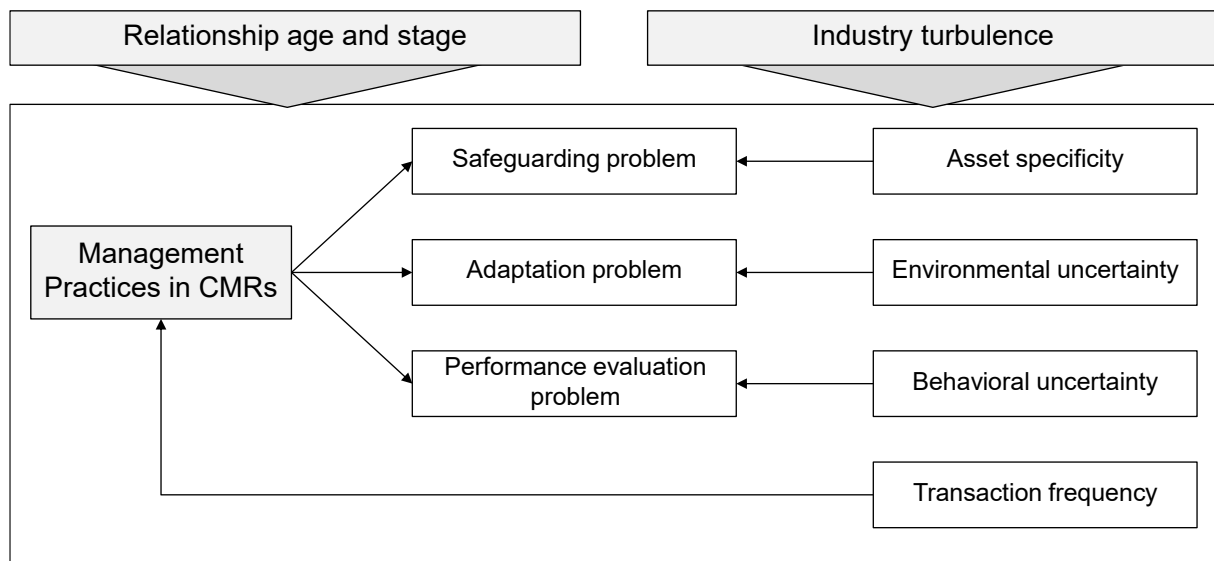 Relationship age and stage
Industry turbulence
Safeguarding problem
Asset specificity
Management
Practices in CMRs
Adaptation problem
Environmental uncertainty
Performance evaluation
problem
Behavioral uncertainty
Transaction frequency